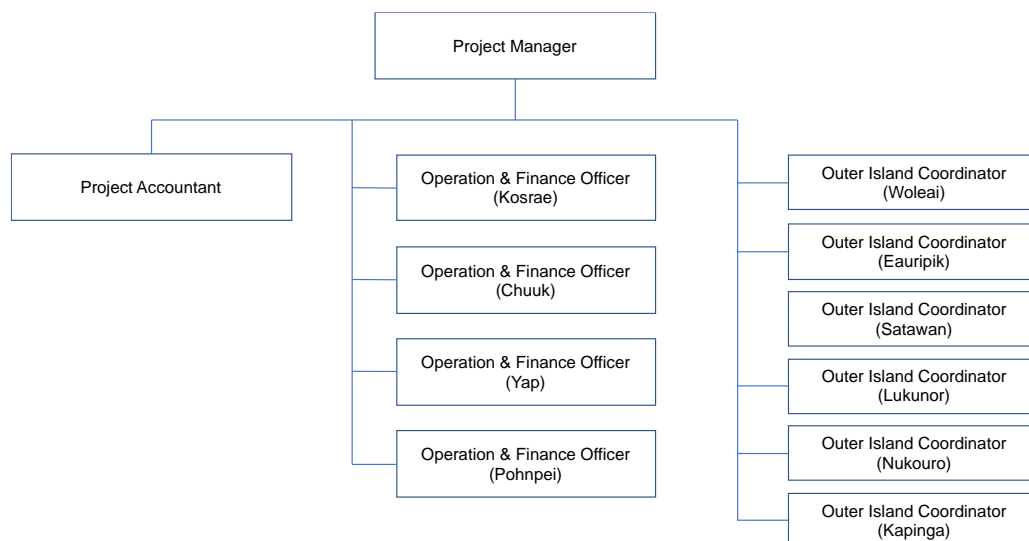 Project Manager
Project Accountant
Operation & Finance Officer
(Kosrae)
Operation & Finance Officer
(Chuuk)
Operation & Finance Officer
(Yap)
Operation & Finance Officer
(Pohnpei)
Outer Island Coordinator
(Woleai)
Outer Island Coordinator
(Eauripik)
Outer Island Coordinator
(Satawan)
Outer Island Coordinator
(Lukunor)
Outer Island Coordinator
(Nukouro)
Outer Island Coordinator
(Kapinga)